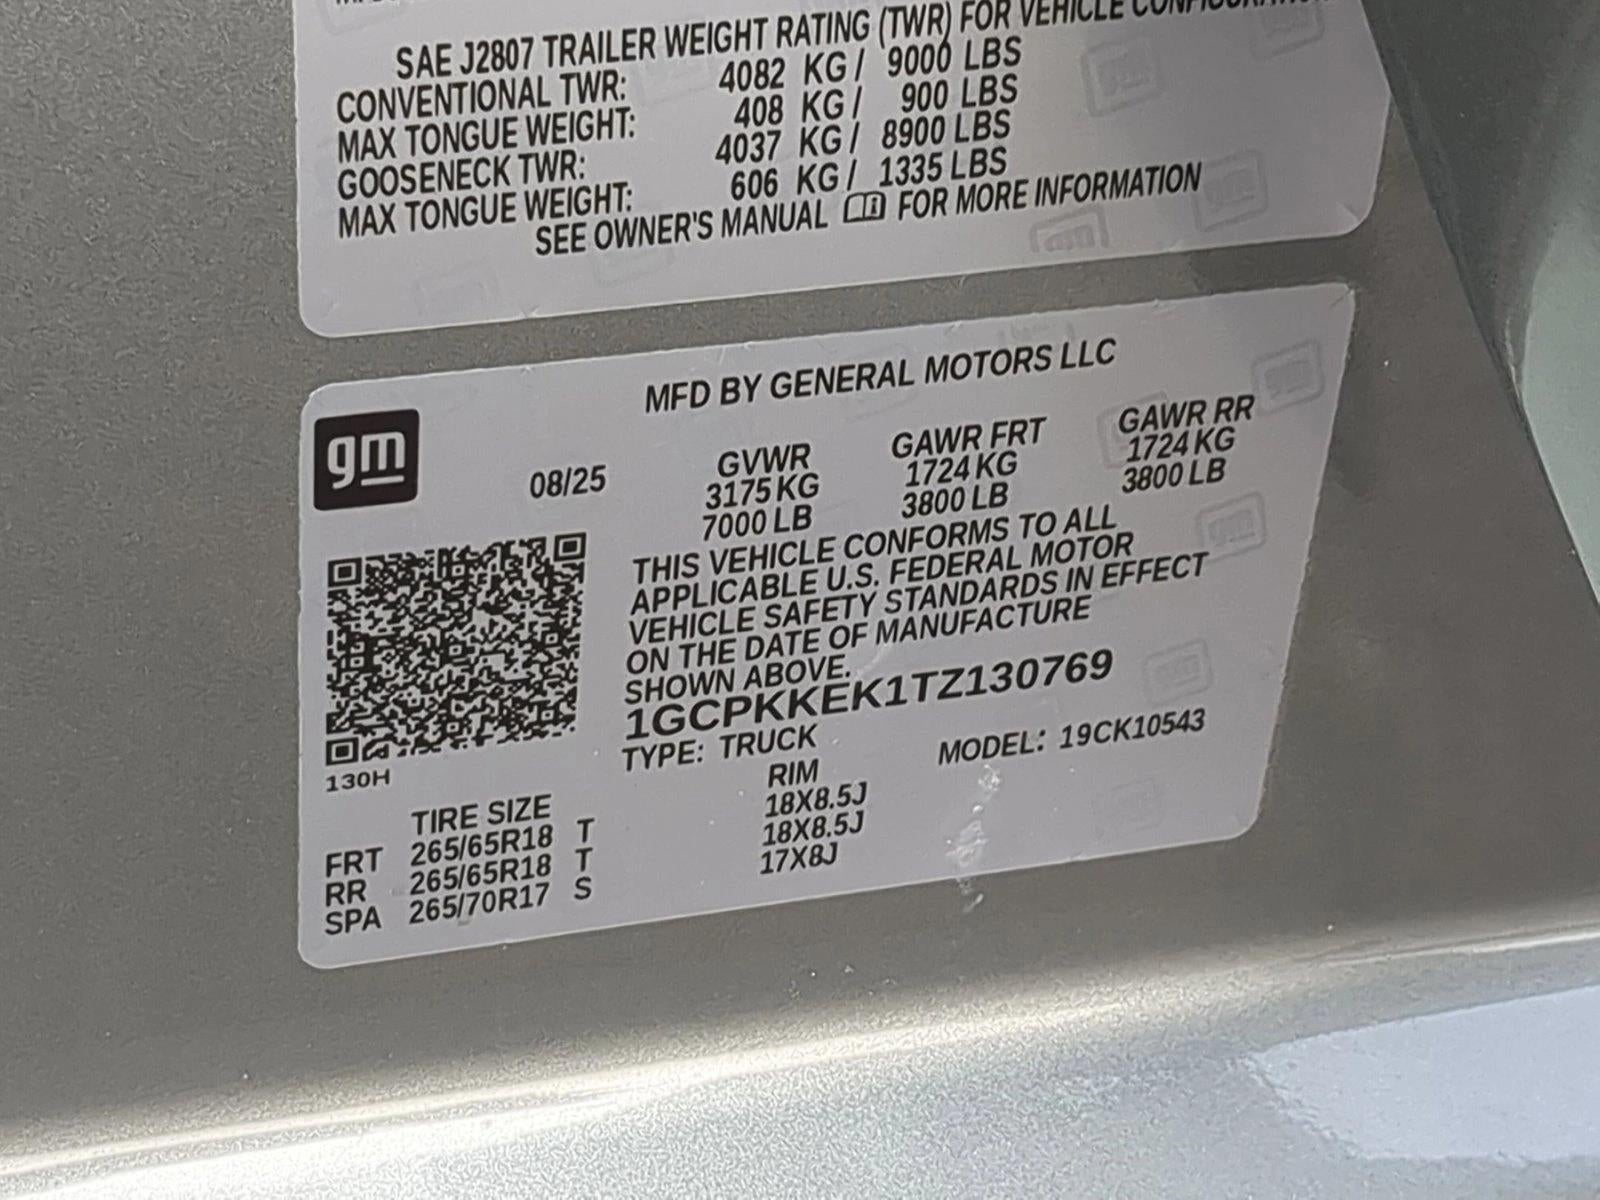 SAE J2807 TRAILER WEIGHT RATING (TWR) FOR VEHICLE
CONVENTIONAL TWR: 4082 KG / 9000 LBS
MAX TONGUE WEIGHT: 408 KG / 900 LBS
GOOSENECK TWR: 4037 KG / 8900 LBS
MAX TONGUE WEIGHT: 606 KG / 1335 LBS
SEE OWNER'S MANUAL FOR MORE INFORMATION
MFD BY GENERAL MOTORS LLC
gm
08/25
GVWR GAWR FRT GAWR RR
3175 KG 1724 KG 1724 KG
7000 LB 3800 LB 3800 LB
THIS VEHICLE CONFORMS TO ALL
APPLICABLE U.S. FEDERAL MOTOR
VEHICLE SAFETY STANDARDS IN EFFECT
ON THE DATE OF MANUFACTURE
SHOWN ABOVE.
1GCPKKEK1TZ130769
TYPE: TRUCK MODEL: 19CK10543
130H
TIRE SIZE RIM
FRT 265/65R18 T 18X8.5J
RR 265/65R18 T 18X8.5J
SPA 265/70R17 S 17X8J